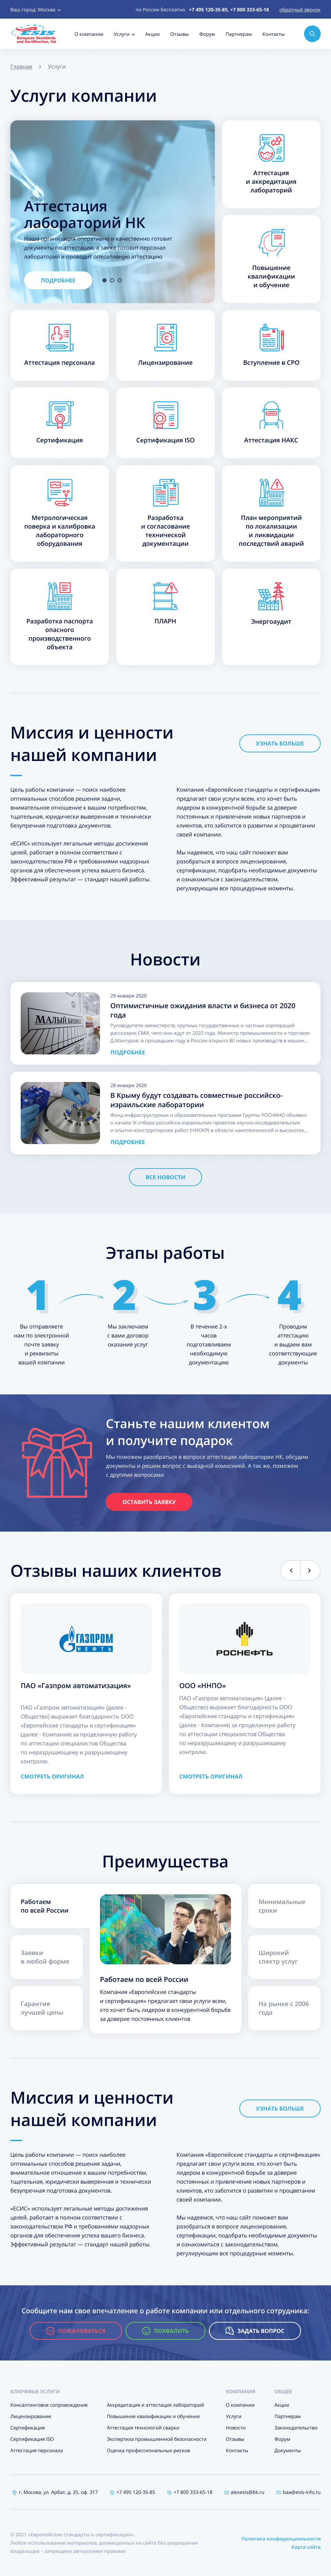 Ваш город: Москва
по России бесплатно +7 495 120-35-85, +7 800 333-65-18
обратный звонок
ESIS
European Standards and Certification, ltd
О компании
Услуги
Акции
Отзывы
Форум
Партнерам
Контакты
Главная
Услуги
Услуги компании
Аттестация
лабораторий НК
Наша организация оперативно и качественно готовит
документы по аттестации, а также готовит персонал
лабораторий и проводит оперативную аттестацию
ПОДРОБНЕЕ
Аттестация
и аккредитация
лабораторий
Повышение
квалификации
и обучение
Аттестация персонала
Лицензирование
Вступление в СРО
Сертификация
Сертификация ISO
Аттестация НАКС
Метрологическая
поверка и калибровка
лабораторного
оборудования
Разработка
и согласование
технической
документации
План мероприятий
по локализации
и ликвидации
последствий аварий
Разработка паспорта
опасного
производственного
объекта
ПЛАРН
Энергоаудит
Миссия и ценности
нашей компании
УЗНАТЬ БОЛЬШЕ
Цель работы компании — поиск наиболее
оптимальных способов решения задачи,
внимательное отношение к вашим потребностям,
тщательная, юридически выверенная и технически
безупречная подготовка документов.
«ЕСИС» использует легальные методы достижения
целей, работает в полном соответствии с
законодательством РФ и требованиями надзорных
органов для обеспечения успеха вашего бизнеса.
Эффективный результат — стандарт нашей работы.
Компания «Европейские стандарты и сертификация»
предлагает свои услуги всем, кто хочет быть
лидером в конкурентной борьбе за доверие
постоянных и привлечение новых партнеров и
клиентов, кто заботится о развитии и процветании
своей компании.
Мы надеемся, что наш сайт поможет вам
разобраться в вопросе лицензирования,
сертификации, подобрать необходимые документы
и ознакомиться с законодательством,
регулирующим все процедурные моменты.
Новости
МАЛЫЙ БИЗНЕС
29 января 2020
Оптимистичные ожидания власти и бизнеса от 2020
года
Руководители министерств, крупных государственных и частных корпораций
рассказали СМИ, чего они ждут от 2020 года. Министр промышленности и торговли
Д.Мантуров: в прошедшем году в России открыто 80 новых производств в машин...
ПОДРОБНЕЕ
28 января 2020
В Крыму будут создавать совместные российско-
израильские лаборатории
Фонд инфраструктурных и образовательных программ Группы РОСНАНО объявил
о начале IX отбора российско-израильских проектов научно-исследовательские
и опытно-конструкторских работ (НИОКР) в области нанотехнологий и высокотех...
ПОДРОБНЕЕ
ВСЕ НОВОСТИ
Этапы работы
1
2
3
4
Вы отправляете
нам по электронной
почте заявку
и реквизиты
вашей компании
Мы заключаем
с вами договор
оказания услуг
В течение 2-х
часов
подготавливаем
необходимую
документацию
Проводим
аттестацию
и выдаем вам
соответствующие
документы
Станьте нашим клиентом
и получите подарок
Мы поможем разобраться в вопросе аттестации лаборатории НК, обсудим
документы и решим вопрос с выездной комиссией, А так же, поможем
с другими вопросами
ОСТАВИТЬ ЗАЯВКУ
Отзывы наших клиентов
ГАЗПРОМ
НЕФТЬ
ПАО «Газпром автоматизация»
ПАО «Газпром автоматизация» (далее -
Общество) выражает благодарность ООО
«Европейские стандарты и сертификация»
(далее - Компания) за проделанную работу
по аттестации специалистов Общества
по неразрушающему и разрушающему
контролю.
СМОТРЕТЬ ОРИГИНАЛ
РОСНЕФТЬ
ООО «ННПО»
ПАО «Газпром автоматизация» (далее -
Общество) выражает благодарность ООО
«Европейские стандарты и сертификация»
(далее - Компания) за проделанную работу
по аттестации специалистов Общества
по неразрушающему и разрушающему
контролю.
СМОТРЕТЬ ОРИГИНАЛ
Преимущества
Работаем
по всей России
Заявки
в любой форме
Гарантия
лучшей цены
Работаем по всей России
Компания «Европейские стандарты
и сертификация» предлагает свои услуги всем,
кто хочет быть лидером в конкурентной борьбе
за доверие постоянных клиентов
Минимальные
сроки
Широкий
спектр услуг
На рынке с 2006
года
Миссия и ценности
нашей компании
УЗНАТЬ БОЛЬШЕ
Цель работы компании — поиск наиболее
оптимальных способов решения задачи,
внимательное отношение к вашим потребностям,
тщательная, юридически выверенная и технически
безупречная подготовка документов.
«ЕСИС» использует легальные методы достижения
целей, работает в полном соответствии с
законодательством РФ и требованиями надзорных
органов для обеспечения успеха вашего бизнеса.
Эффективный результат — стандарт нашей работы.
Компания «Европейские стандарты и сертификация»
предлагает свои услуги всем, кто хочет быть
лидером в конкурентной борьбе за доверие
постоянных и привлечение новых партнеров и
клиентов, кто заботится о развитии и процветании
своей компании.
Мы надеемся, что наш сайт поможет вам
разобраться в вопросе лицензирования,
сертификации, подобрать необходимые документы
и ознакомиться с законодательством,
регулирующим все процедурные моменты.
Сообщите нам свое впечатление о работе компании или отдельного сотрудника:
ПОЖАЛОВАТЬСЯ
ПОХВАЛИТЬ
ЗАДАТЬ ВОПРОС
КЛЮЧЕВЫЕ УСЛУГИ
Консалтинговое сопровождение
Лицензирование
Сертификация
Сертификация ISO
Аттестация персонала
Аккредитация и аттестация лабораторий
Повышение квалификации и обучение
Аттестация технологий сварки
Экспертиза промышленной безопасности
Оценка профессиональных рисков
КОМПАНИЯ
О компании
Услуги
Новости
Отзывы
Контакты
ОБЩЕЕ
Акции
Партнерам
Законодательство
Форум
Документы
г. Москва, ул. Арбат, д. 35, оф. 317
+7 495 120-35-85
+7 800 333-65-18
alexesis@bk.ru
baa@esis-info.ru
© 2021 «Европейские стандарты и сертификация».
Любое использование материалов, размещенных на сайте без разрешения
владельцев – запрещено авторскими правами
Политика конфиденциальности
Карта сайта